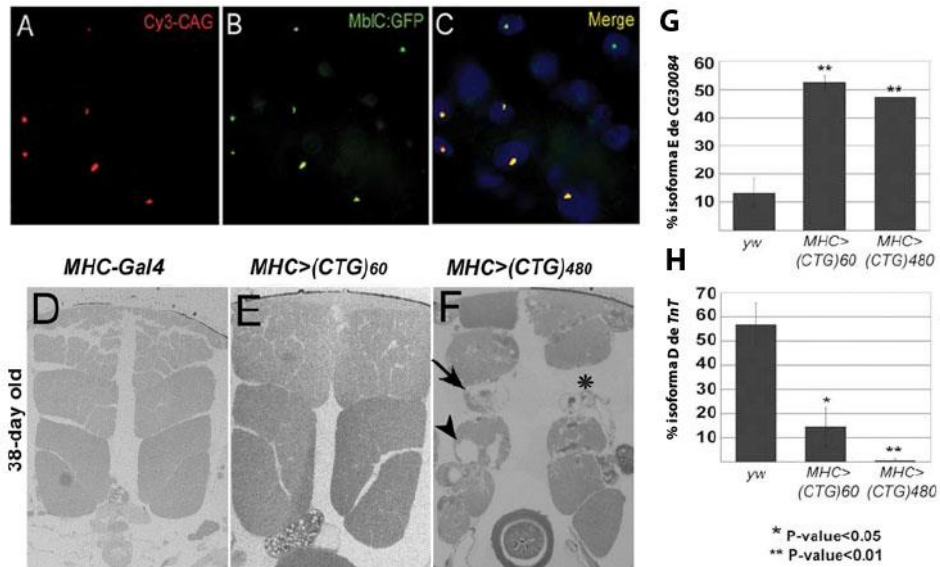 A
Cy3-CAG
B
MblC:GFP
C
Merge
MHC-Gal4
MHC>(CTG)60
MHC>(CTG)480
38-day old
D
E
F
*
G
% isoforma E de CG30084
60
50
40
30
20
10
**
**
yw
MHC>
(CTG)60
MHC>
(CTG)480
H
% isoforma D de TnT
70
60
50
40
30
20
10
*
**
yw
MHC>
(CTG)60
MHC>
(CTG)480
* P-value<0.05
** P-value<0.01